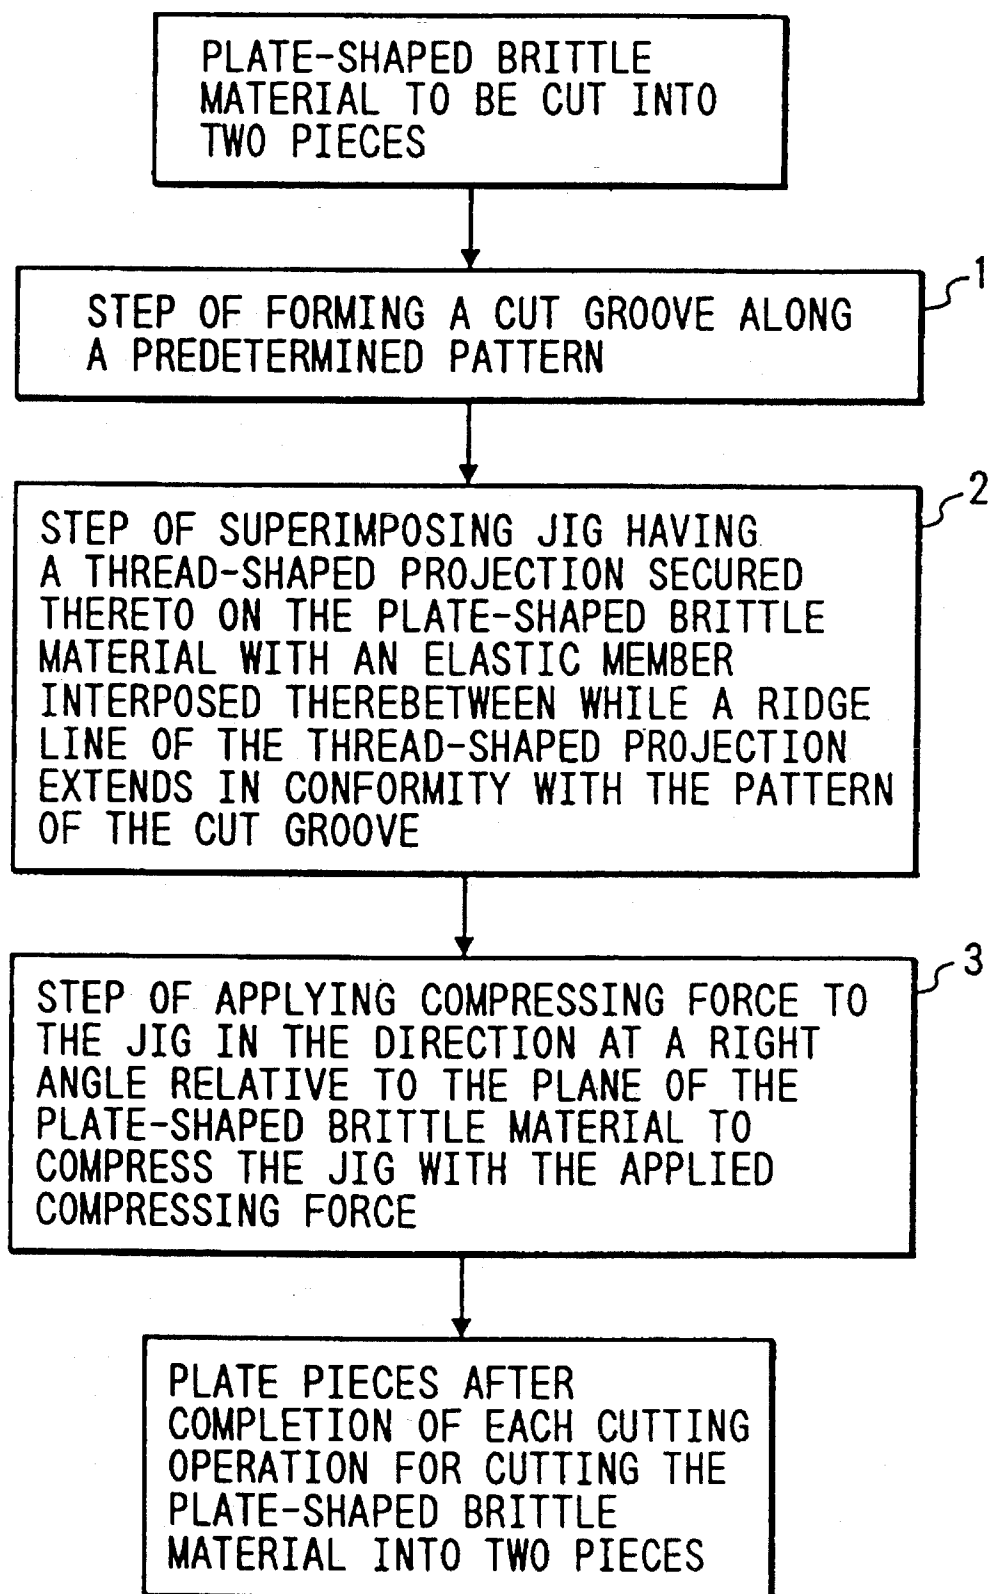 PLATE-SHAPED BRITTLE
MATERIAL TO BE CUT INTO
TWO PIECES
1
STEP OF FORMING A CUT GROOVE ALONG
A PREDETERMINED PATTERN
2
STEP OF SUPERIMPOSING JIG HAVING
A THREAD-SHAPED PROJECTION SECURED
THERETO ON THE PLATE-SHAPED BRITTLE
MATERIAL WITH AN ELASTIC MEMBER
INTERPOSED THEREBETWEEN WHILE A RIDGE
LINE OF THE THREAD-SHAPED PROJECTION
EXTENDS IN CONFORMITY WITH THE PATTERN
OF THE CUT GROOVE
3
STEP OF APPLYING COMPRESSING FORCE TO
THE JIG IN THE DIRECTION AT A RIGHT
ANGLE RELATIVE TO THE PLANE OF THE
PLATE-SHAPED BRITTLE MATERIAL TO
COMPRESS THE JIG WITH THE APPLIED
COMPRESSING FORCE
PLATE PIECES AFTER
COMPLETION OF EACH CUTTING
OPERATION FOR CUTTING THE
PLATE-SHAPED BRITTLE
MATERIAL INTO TWO PIECES